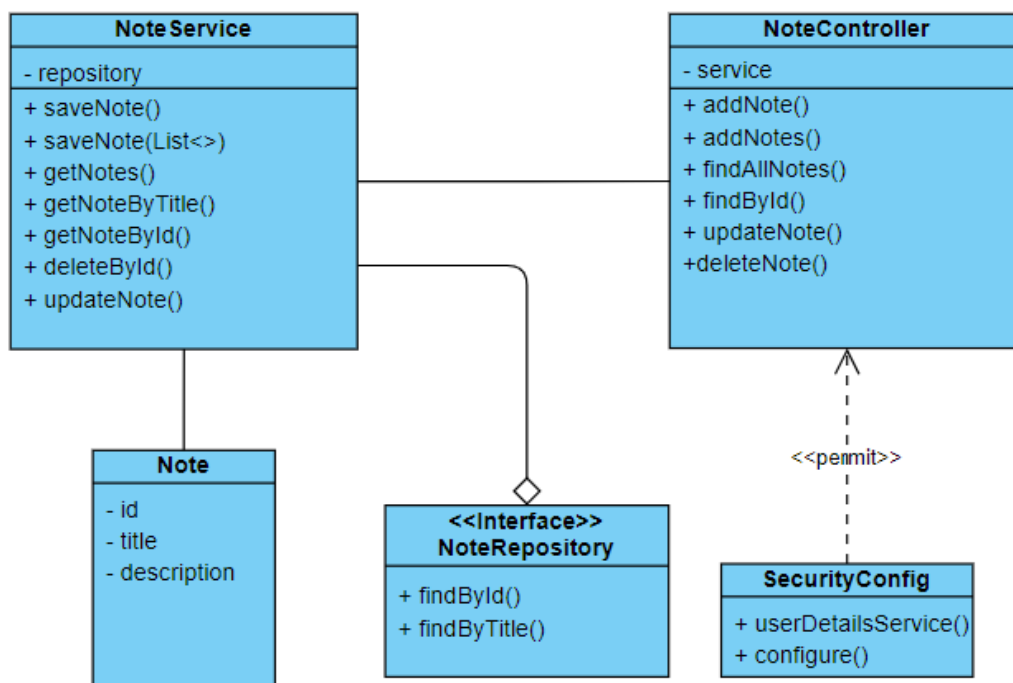 NoteService
- repository
+ saveNote()
+ saveNote(List<>)
+ getNotes()
+ getNoteByTitle()
+ getNoteById()
+ deleteById()
+ updateNote()
NoteController
- service
+ addNote()
+ addNotes()
+ findAllNotes()
+ findById()
+ updateNote()
+deleteNote()
Note
- id
- title
- description
<<Interface>>
NoteRepository
+ findById()
+ findByTitle()
<<permit>>
SecurityConfig
+ userDetailsService()
+ configure()